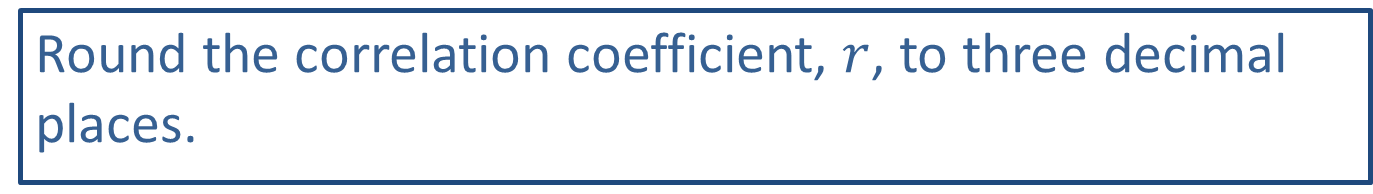 Round the correlation coefficient, 𝑟, to three decimal
places.